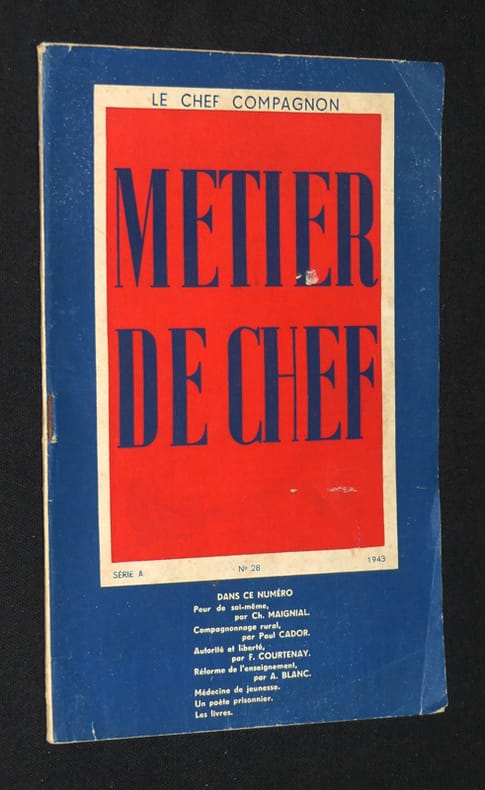 LE CHEF COMPAGNON
METIER
DE CHEF
SÉRIE A N° 28 1943
DANS CE NUMÉRO
Peur de soi-même,
par Ch. MAIGNIAL.
Compagnonnage rural,
par Paul CADOR.
Autorité et liberté,
par F. COURTENAY.
Réforme de l'enseignement,
par A. BLANC.
Médecine de jeunesse.
Un poète prisonnier.
Les livres.